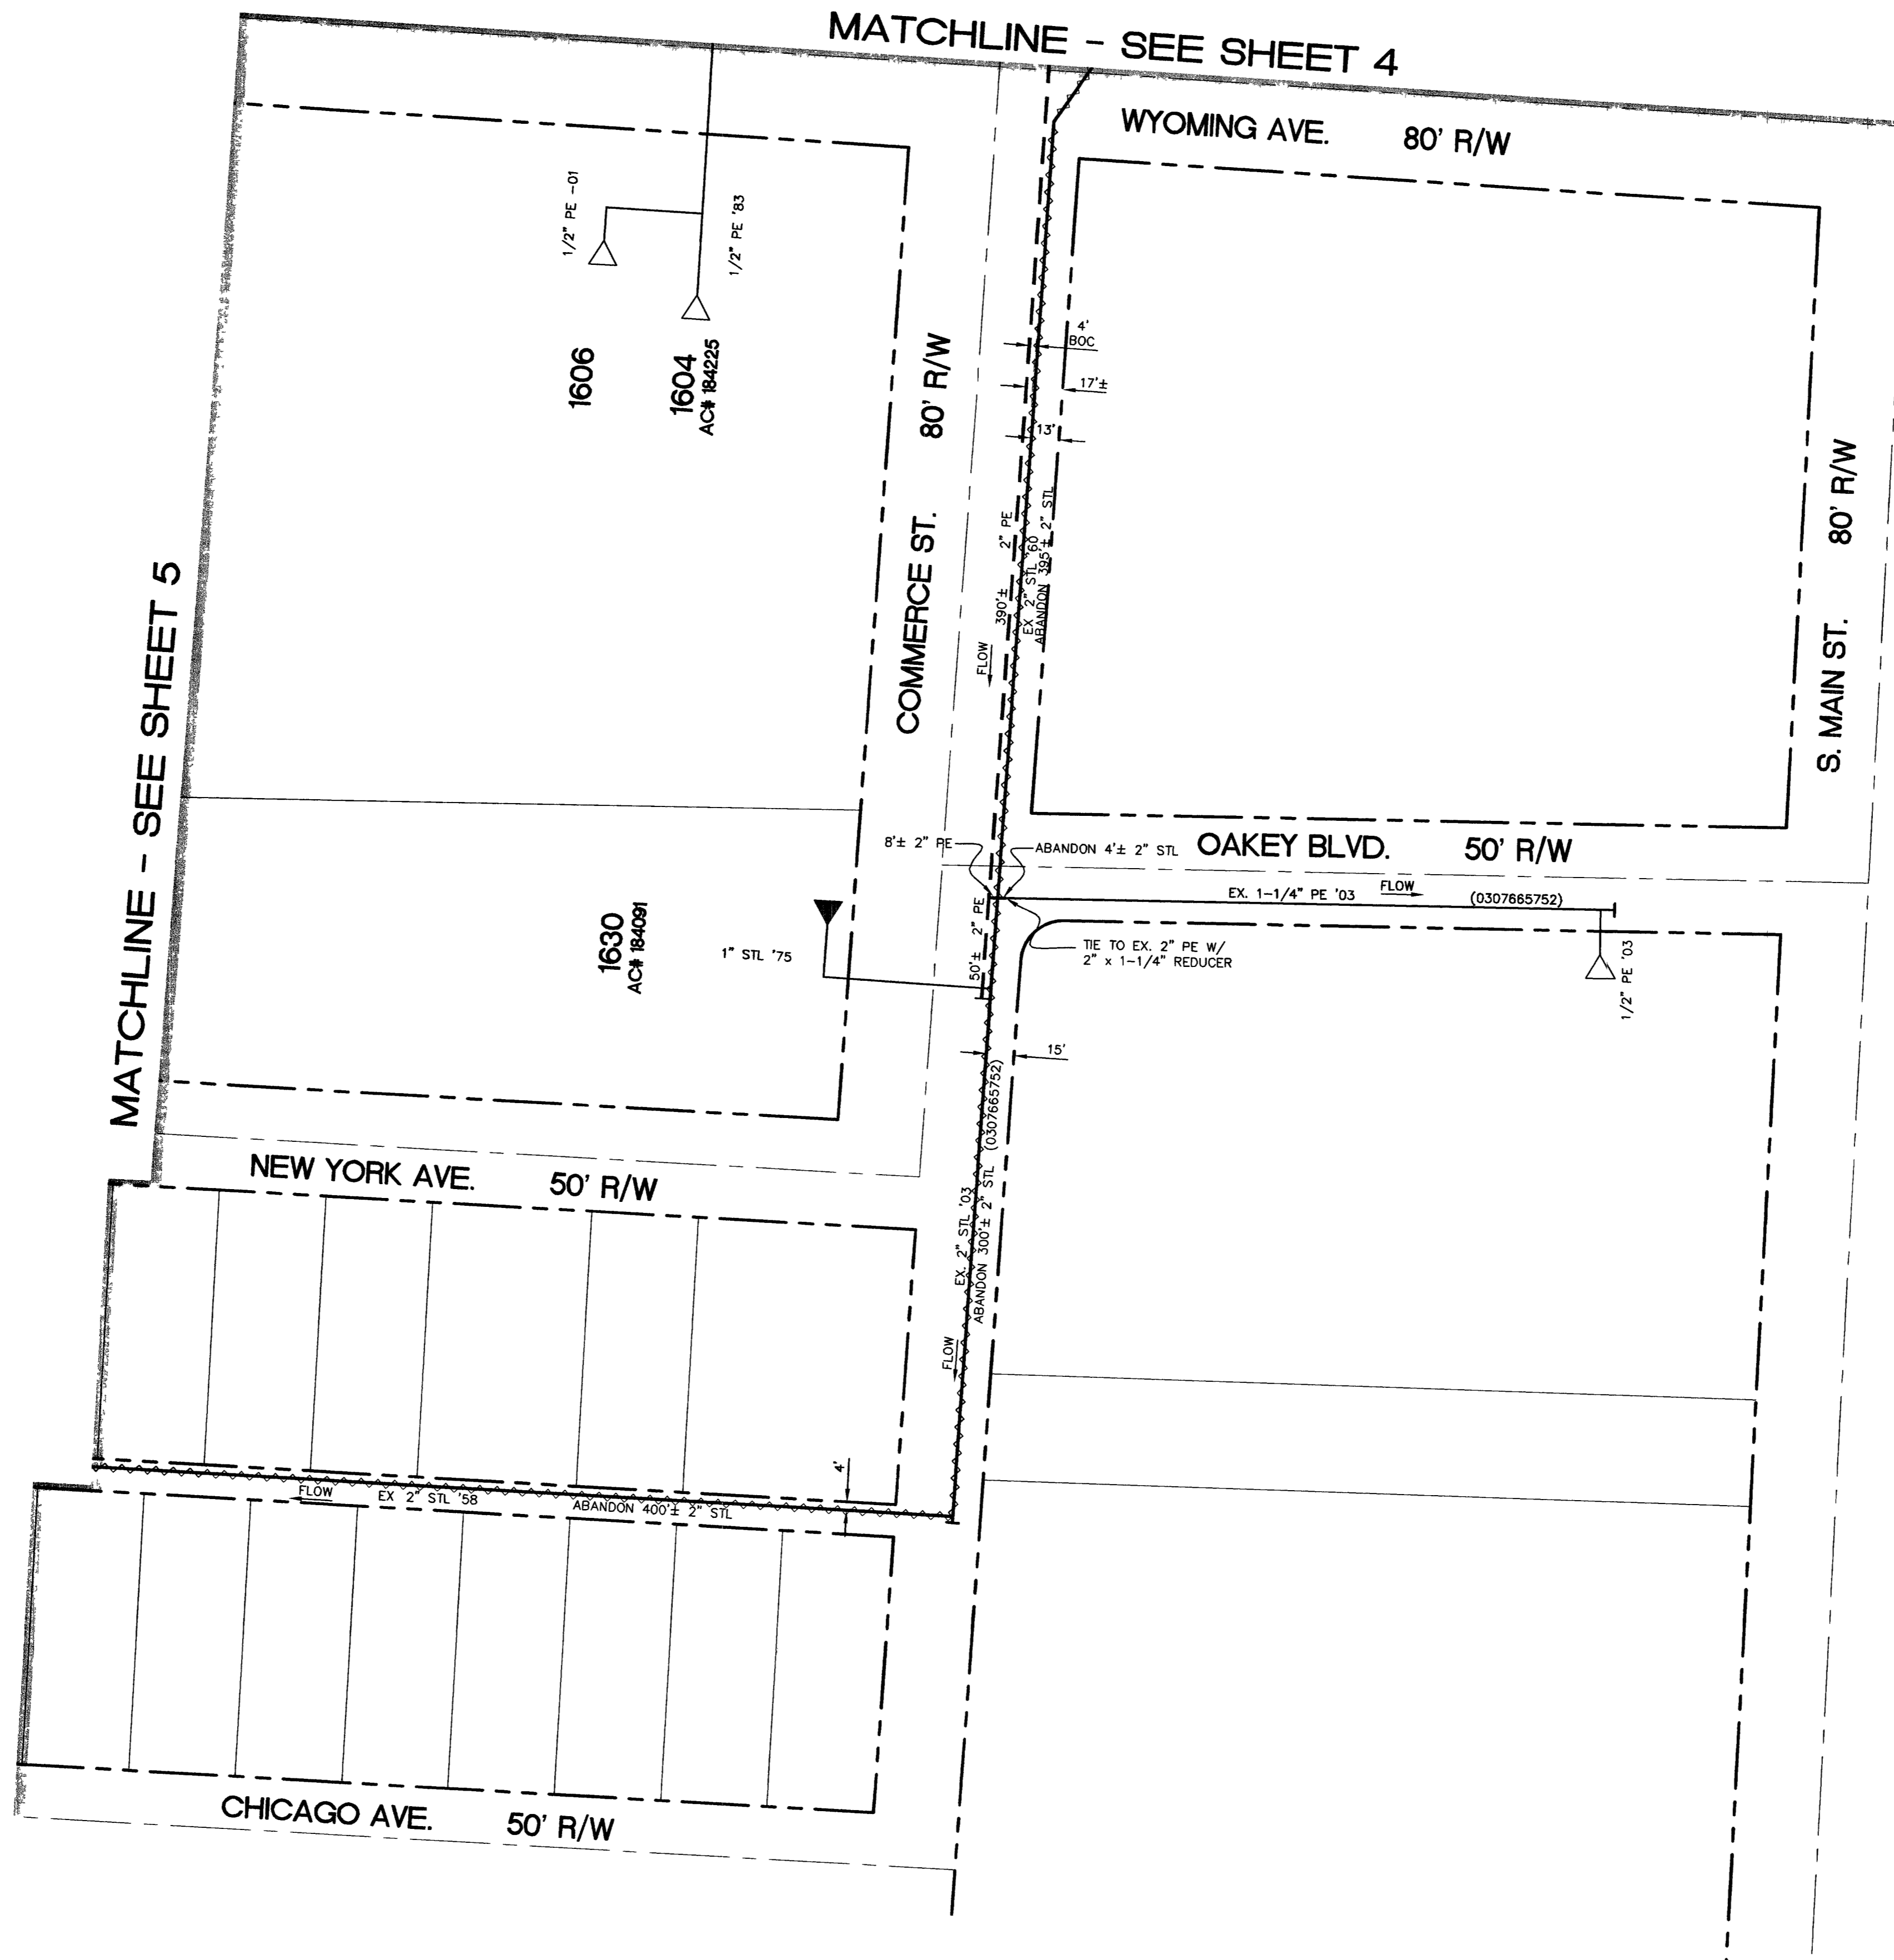 MATCHLINE - SEE SHEET 4
WYOMING AVE. 80' R/W
1/2" PE -01
1/2" PE '83
1606
1604
AC# 184225
COMMERCE ST. 80' R/W
4'
BOC
17'±
13'
390'± 2" PE
EX 2" STL '60
ABANDON 395'± 2" STL
FLOW
S. MAIN ST. 80' R/W
MATCHLINE - SEE SHEET 5
8'± 2" PE
ABANDON 4'± 2" STL
OAKEY BLVD. 50' R/W
EX. 1-1/4" PE '03
FLOW
(0307665752)
1630
AC# 184091
1" STL '75
50'± 2" PE
TIE TO EX. 2" PE W/
2" x 1-1/4" REDUCER
1/2" PE '03
15'
EX. 2" STL '03
ABANDON 300'± 2" STL (0307665752)
FLOW
NEW YORK AVE. 50' R/W
4'
FLOW
EX 2" STL '58
ABANDON 400'± 2" STL
CHICAGO AVE. 50' R/W